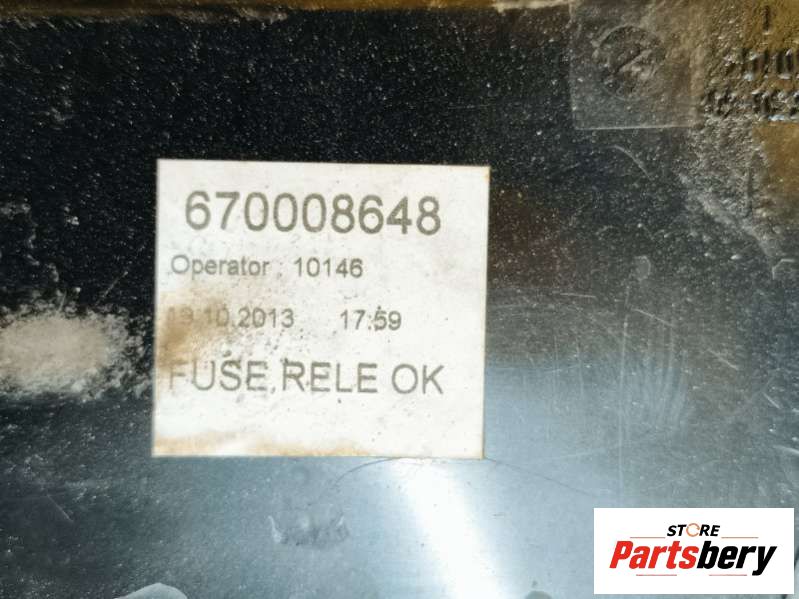 670008648
Operator : 10146
19.10.2013 17:59
FUSE,RELE OK
STORE
Partsbery